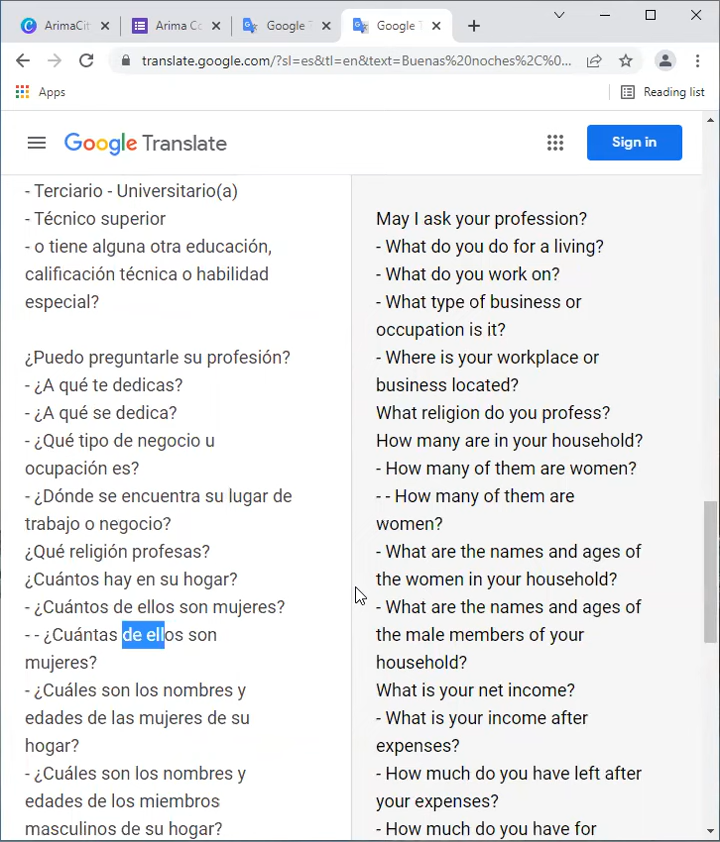 ArimaCit
Arima Co
Google T
Google T
translate.google.com/?sl=es&tl=en&text=Buenas%20noches%2C%0...
Apps
Reading list
Google Translate
Sign in
- Terciario - Universitario(a)
- Técnico superior
- o tiene alguna otra educación,
calificación técnica o habilidad
especial?
¿Puedo preguntarle su profesión?
- ¿A qué te dedicas?
- ¿A qué se dedica?
- ¿Qué tipo de negocio u
ocupación es?
- ¿Dónde se encuentra su lugar de
trabajo o negocio?
¿Qué religión profesas?
¿Cuántos hay en su hogar?
- ¿Cuántos de ellos son mujeres?
- - ¿Cuántas de ellos son
mujeres?
- ¿Cuáles son los nombres y
edades de las mujeres de su
hogar?
- ¿Cuáles son los nombres y
edades de los miembros
masculinos de su hogar?
May I ask your profession?
- What do you do for a living?
- What do you work on?
- What type of business or
occupation is it?
- Where is your workplace or
business located?
What religion do you profess?
How many are in your household?
- How many of them are women?
- - How many of them are
women?
- What are the names and ages of
the women in your household?
- What are the names and ages of
the male members of your
household?
What is your net income?
- What is your income after
expenses?
- How much do you have left after
your expenses?
- How much do you have for